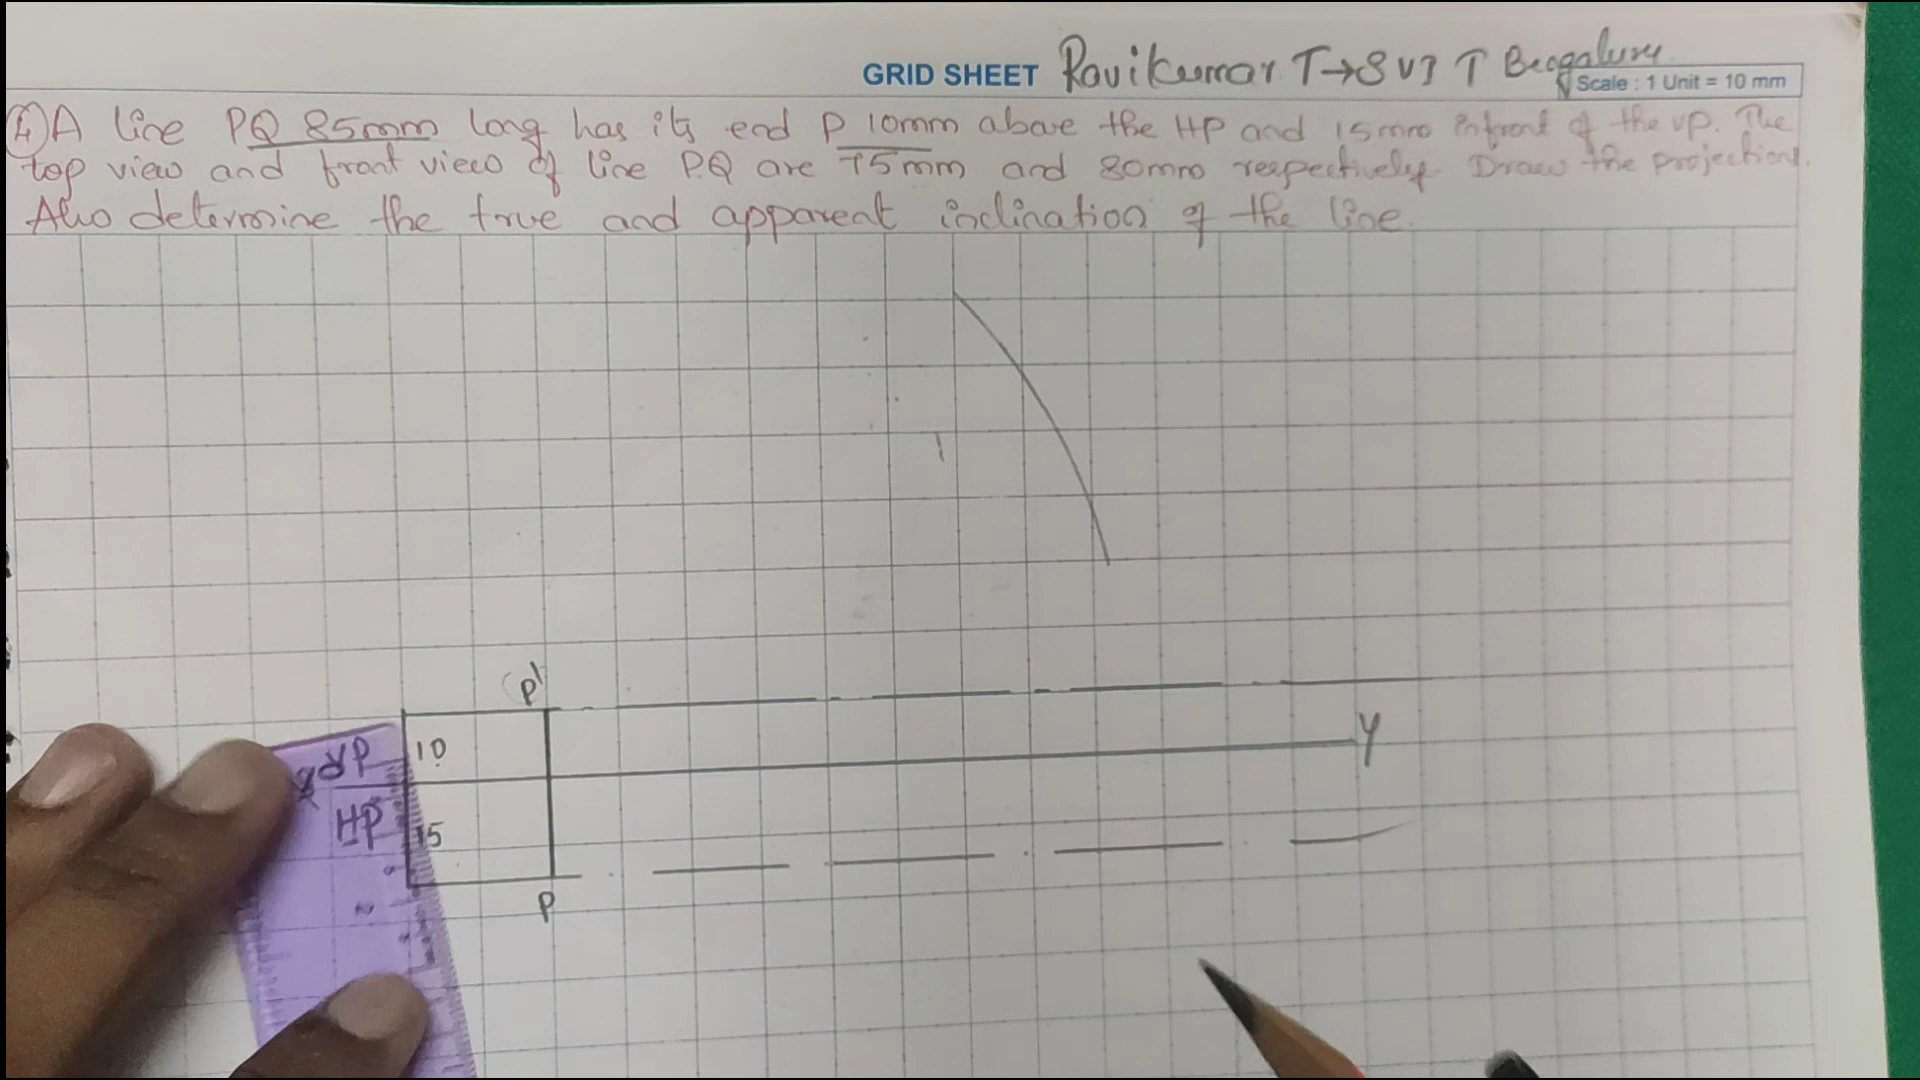 GRID SHEET Ravikumar T→SVIT Bengaluru
Scale : 1 Unit = 10 mm
4) A line PQ 85mm long has its end P 10mm above the HP and 15mm infront of the VP. The
top view and front view of line PQ are 75mm and 80mm respectively. Draw the projections.
Also determine the true and apparent inclination of the line.
p'
10
Y
VP
X
HP
15
P